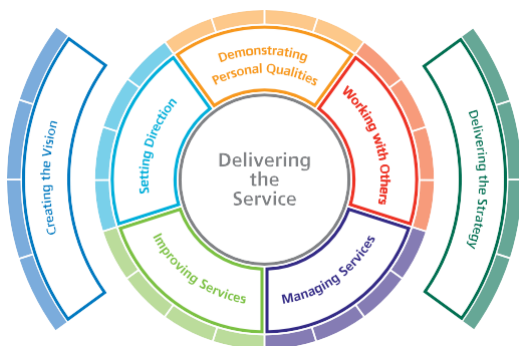 Demonstrating
Personal Qualities
Creating the Vision
Setting Direction
Delivering
the
Service
Working with Others
Delivering the Strategy
Improving Services
Managing Services